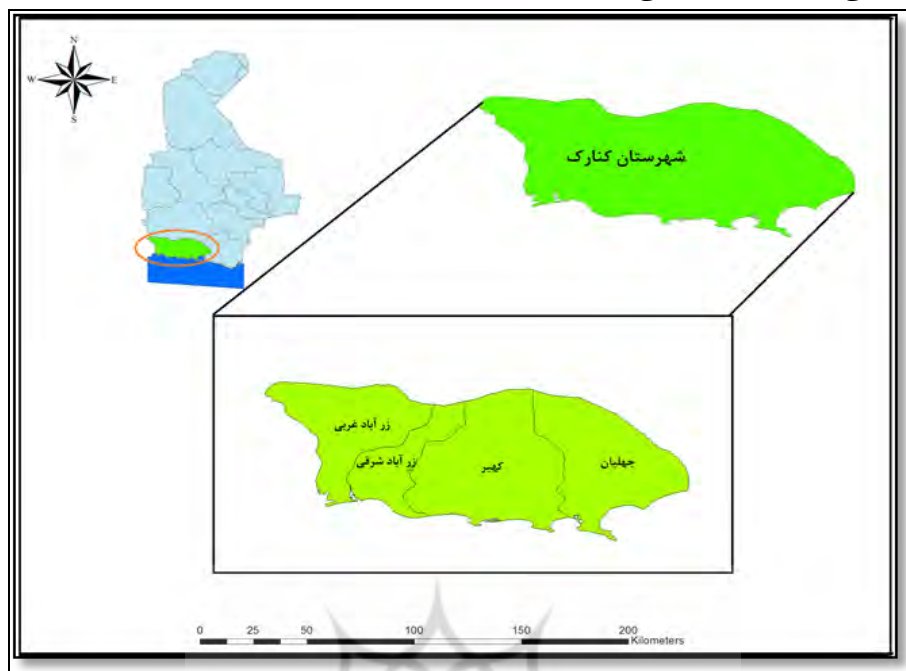 N
W E
S
شهرستان کنارک
زر آباد غربی
زر آباد شرقی
کهیر
جهلیان
0 25 50 100 150 200
Kilometers